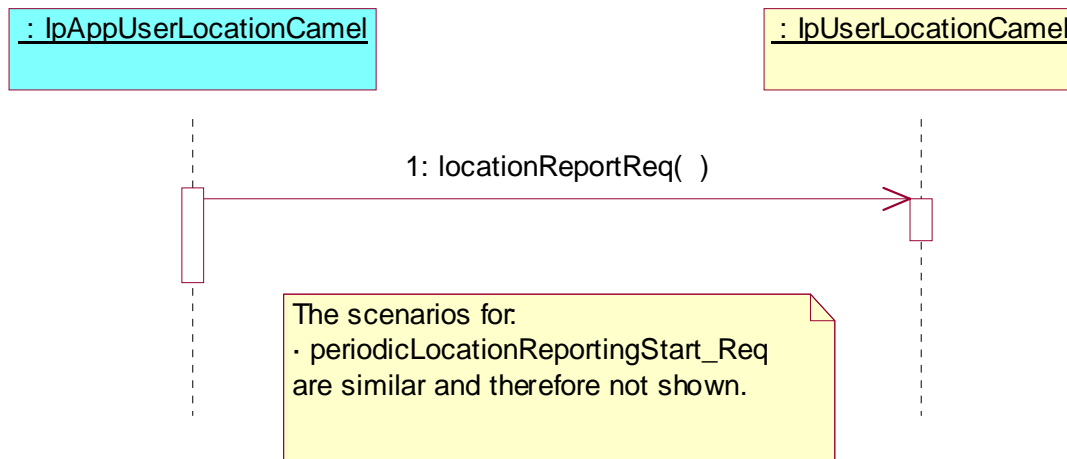 : IpAppUserLocationCamel
: IpUserLocationCamel
1: locationReportReq( )
The scenarios for:
· periodicLocationReportingStart_Req
are similar and therefore not shown.